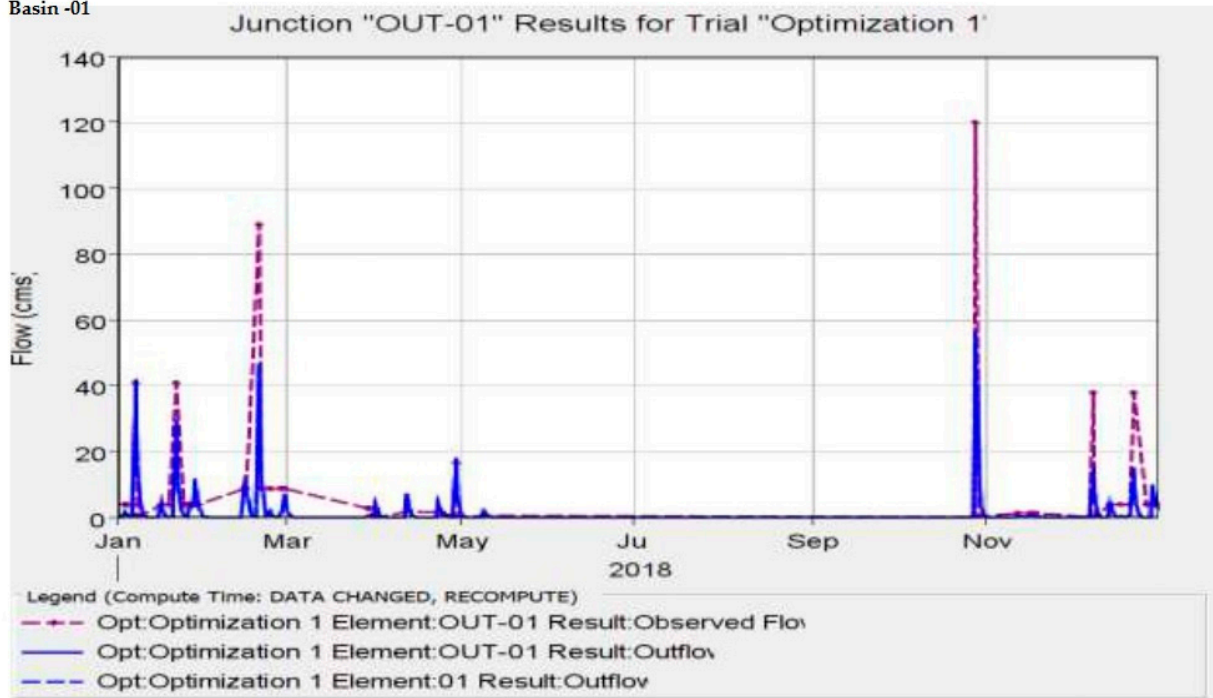 Basin -01
Junction "OUT-01" Results for Trial "Optimization 1'
140
120
100
80
60
40
20
0
Flow (cms)
Jan Mar May Ju Sep Nov
2018
Legend (Compute Time: DATA CHANGED, RECOMPUTE)
Opt:Optimization 1 Element:OUT-01 Result:Observed Flov
Opt:Optimization 1 Element:OUT-01 Result:Outflov
Opt:Optimization 1 Element:01 Result:Outflov